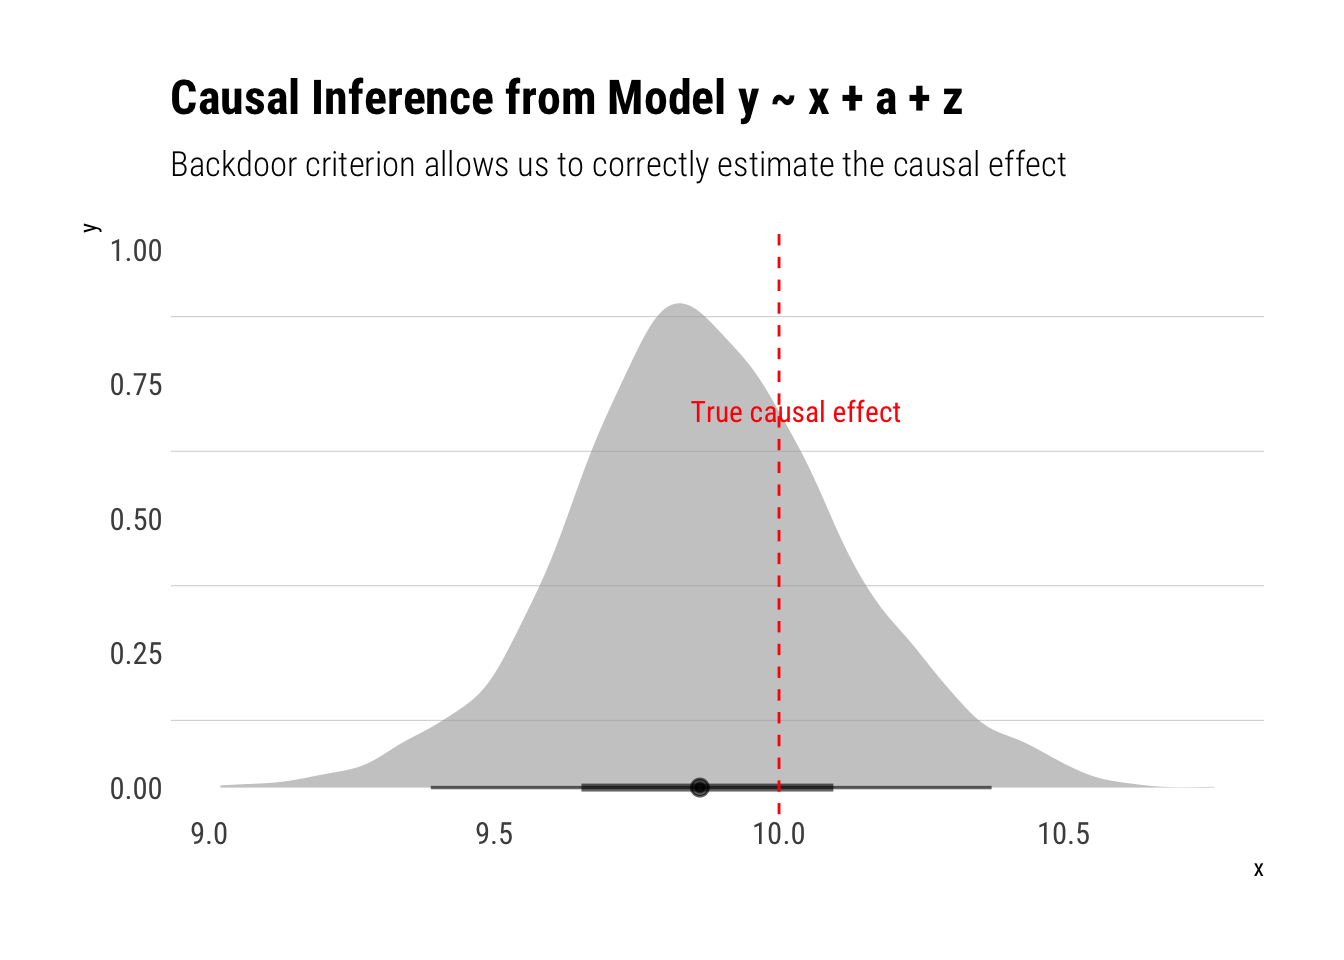 Causal Inference from Model y ~ x + a + z
Backdoor criterion allows us to correctly estimate the causal effect
y
1.00
0.75
True causal effect
0.50
0.25
0.00
9.0 9.5 10.0 10.5
x